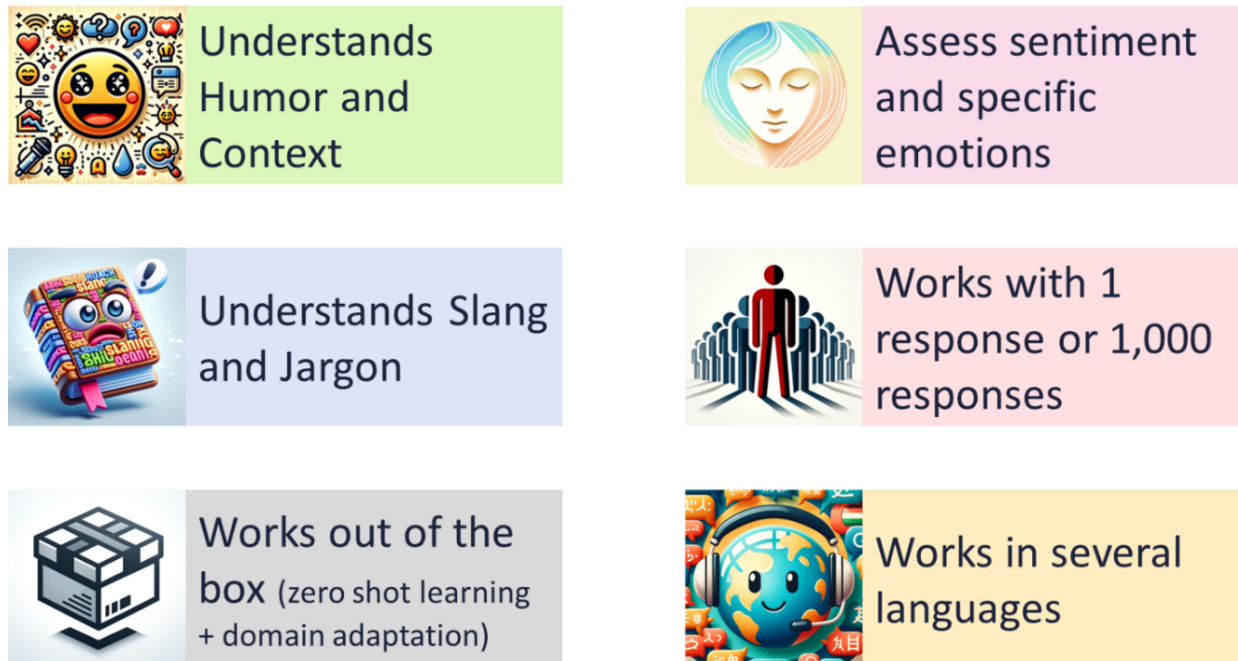 Understands
Humor and
Context
Assess sentiment
and specific
emotions
Understands Slang
and Jargon
Works with 1
response or 1,000
responses
Works out of the
box (zero shot learning
+ domain adaptation)
Works in several
languages